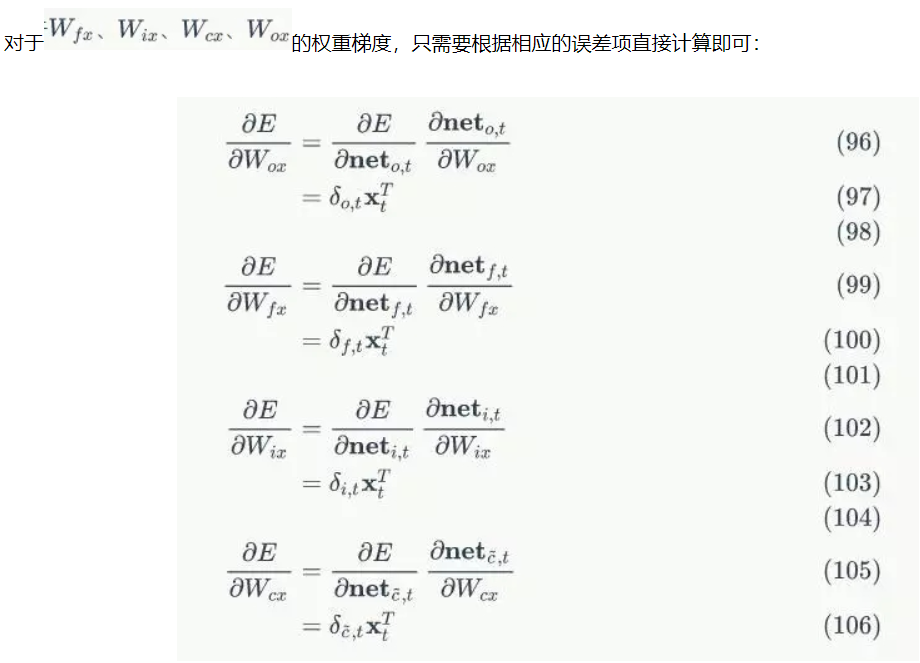 对于 $W_{fx}$、$W_{ix}$、$W_{cx}$、$W_{ox}$ 的权重梯度，只需要根据相应的误差项直接计算即可：
$\frac{\partial E}{\partial W_{ox}} = \frac{\partial E}{\partial \mathbf{net}_{o,t}} \frac{\partial \mathbf{net}_{o,t}}{\partial W_{ox}}$ (96)
$= \delta_{o,t} \mathbf{x}_t^T$ (97)
(98)
$\frac{\partial E}{\partial W_{fx}} = \frac{\partial E}{\partial \mathbf{net}_{f,t}} \frac{\partial \mathbf{net}_{f,t}}{\partial W_{fx}}$ (99)
$= \delta_{f,t} \mathbf{x}_t^T$ (100)
(101)
$\frac{\partial E}{\partial W_{ix}} = \frac{\partial E}{\partial \mathbf{net}_{i,t}} \frac{\partial \mathbf{net}_{i,t}}{\partial W_{ix}}$ (102)
$= \delta_{i,t} \mathbf{x}_t^T$ (103)
(104)
$\frac{\partial E}{\partial W_{cx}} = \frac{\partial E}{\partial \mathbf{net}_{\tilde{c},t}} \frac{\partial \mathbf{net}_{\tilde{c},t}}{\partial W_{cx}}$ (105)
$= \delta_{\tilde{c},t} \mathbf{x}_t^T$ (106)